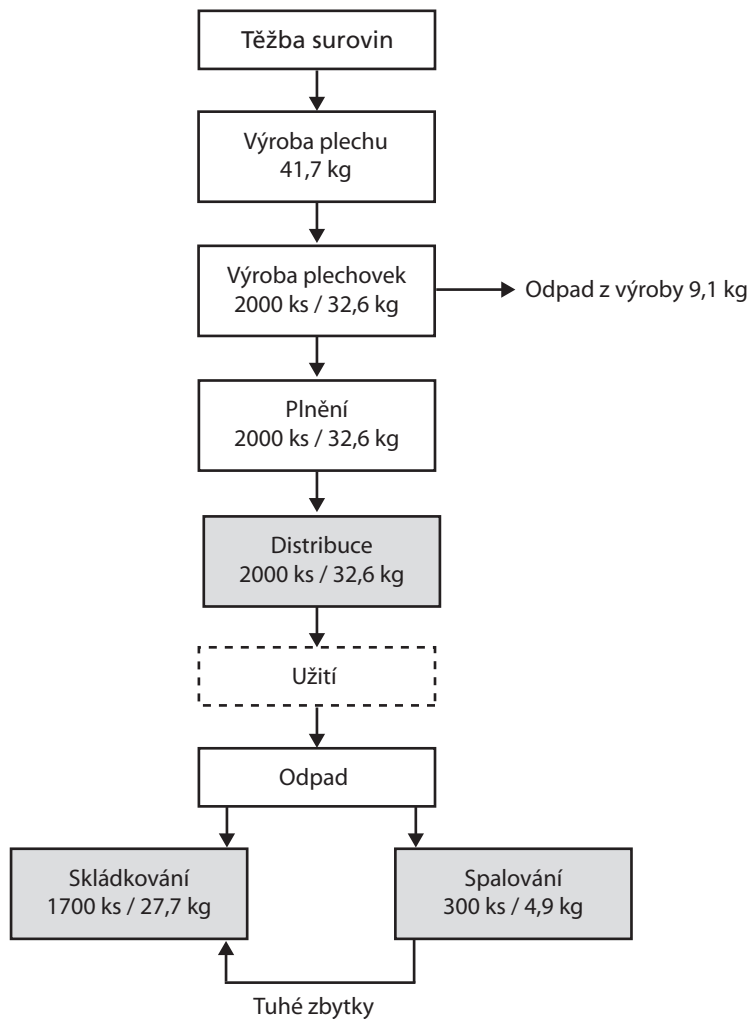 Těžba surovin
Výroba plechu
41,7 kg
Výroba plechovek
2000 ks / 32,6 kg
Odpad z výroby 9,1 kg
Plnění
2000 ks / 32,6 kg
Distribuce
2000 ks / 32,6 kg
Užití
Odpad
Skládkování
1700 ks / 27,7 kg
Spalování
300 ks / 4,9 kg
Tuhé zbytky